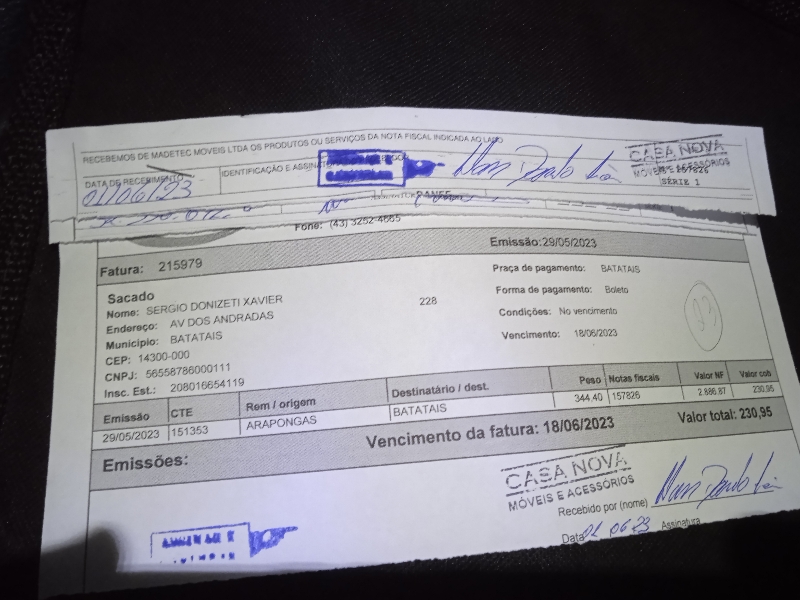 RECEBEMOS DE MADETEC MOVEIS LTDA OS PRODUTOS OU SERVIÇOS DA NOTA FISCAL INDICADA AO LADO
DATA DE RECEBIMENTO
IDENTIFICAÇÃO E
01/06/23
CASA NOVA
MÓVEIS E ACESSÓRIOS
157826
SÉRIE 1
Fone: (43) 3252-4665
Fatura: 215979
Emissão:29/05/2023
Sacado
Nome: SERGIO DONIZETI XAVIER
Endereço: AV DOS ANDRADAS 228
Municipio: BATATAIS
CEP: 14300-000
CNPJ: 56558786000111
Insc. Est.: 208016654119
Praça de pagamento: BATATAIS
Forma de pagamento: Boleto
Condições: No vencimento
Vencimento: 18/06/2023
03
Emissão CTE Rem / origem Destinatário / dest. Peso Notas fiscais Valor NF Valor cob
29/05/2023 151353 ARAPONGAS BATATAIS 344.40 157826 2.886.87 230,95
Vencimento da fatura: 18/06/2023 Valor total: 230,95
Emissões:
CASA NOVA
MÓVEIS E ACESSÓRIOS
Recebido por (nome)
Data 01 06 23 Assinatura